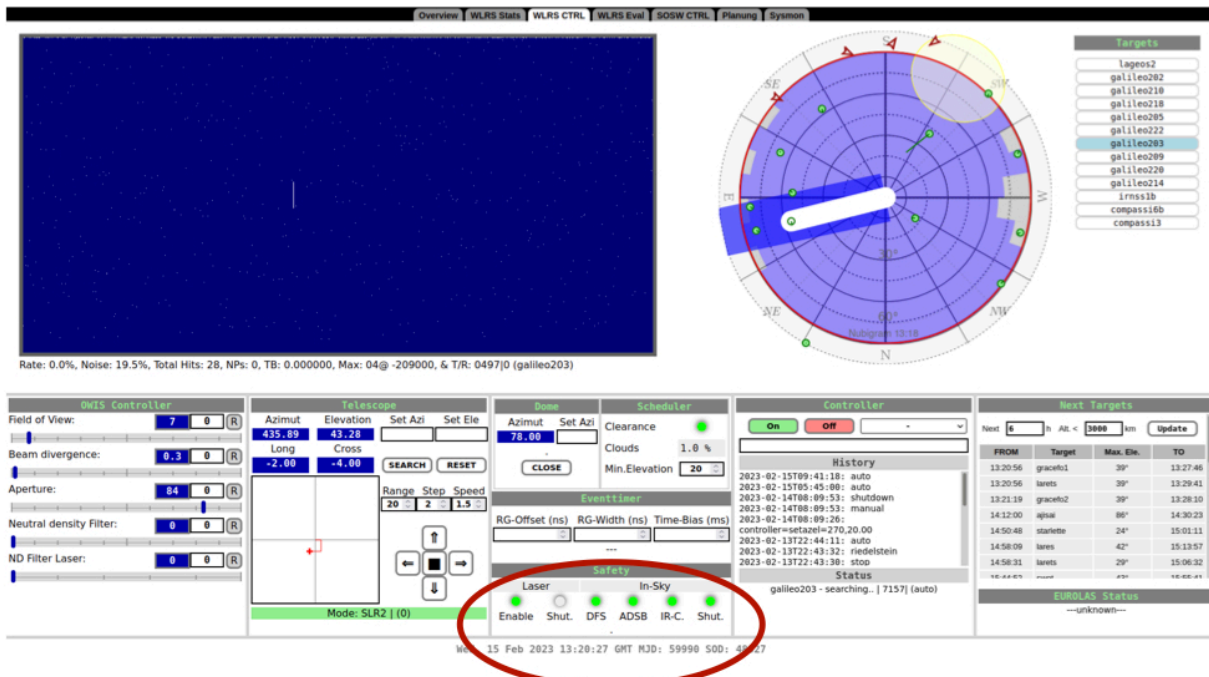 Overview WLRS Stats WLRS CTRL WLRS Eval SOSW CTRL Planung Sysmon
S
SE
SW
E
W
NE
NW
N
30°
60°
Nubigram 13:18
Targets
lageos2
galileo202
galileo210
galileo218
galileo205
galileo222
galileo203
galileo209
galileo220
galileo214
irnss1b
compassi6b
compassi3
Rate: 0.0%, Noise: 19.5%, Total Hits: 28, NPs: 0, TB: 0.000000, Max: 04@ -209000, & T/R: 0497|0 (galileo203)
OWIS Controller
Field of View: 7 0 R
Beam divergence: 0.3 0 R
Aperture: 84 0 R
Neutral density Filter: 0 0 R
ND Filter Laser: 0 0 R
Telescope
Azimut Elevation Set Azi Set Ele
435.89 43.28
Long Cross
-2.00 -4.00 SEARCH RESET
Range Step Speed
20 2 1.5
Mode: SLR2 | (0)
Dome
Azimut Set Azi
78.00
.
CLOSE
Scheduler
Clearance
Clouds 1.0 %
Min.Elevation 20
Eventtimer
RG-Offset (ns) RG-Width (ns) Time-Bias (ms)
---
Safety
Laser In-Sky
Enable Shut. DFS ADSB IR-C. Shut.
.
Controller
On Off -
History
2023-02-15T09:41:18: auto
2023-02-15T05:45:00: auto
2023-02-14T08:09:53: shutdown
2023-02-14T08:09:53: manual
2023-02-14T08:09:26:
controller=setazel=270,20.00
2023-02-13T22:44:11: auto
2023-02-13T22:43:32: riedelstein
2023-02-13T22:43:30: stop
Status
galileo203 - searching.. | 7157| (auto)
Next Targets
Next 6 h Alt. < 3000 km Update
FROM Target Max. Ele. TO
13:20:56 gracefo1 39° 13:27:46
13:20:56 larets 39° 13:29:41
13:21:19 gracefo2 39° 13:28:10
14:12:00 ajisai 86° 14:30:23
14:50:48 starlette 24° 15:01:11
14:58:09 lares 42° 15:13:57
14:58:31 larets 29° 15:06:32
EUROLAS Status
---unknown---
15 Feb 2023 13:20:27 GMT MJD: 59990 SOD: